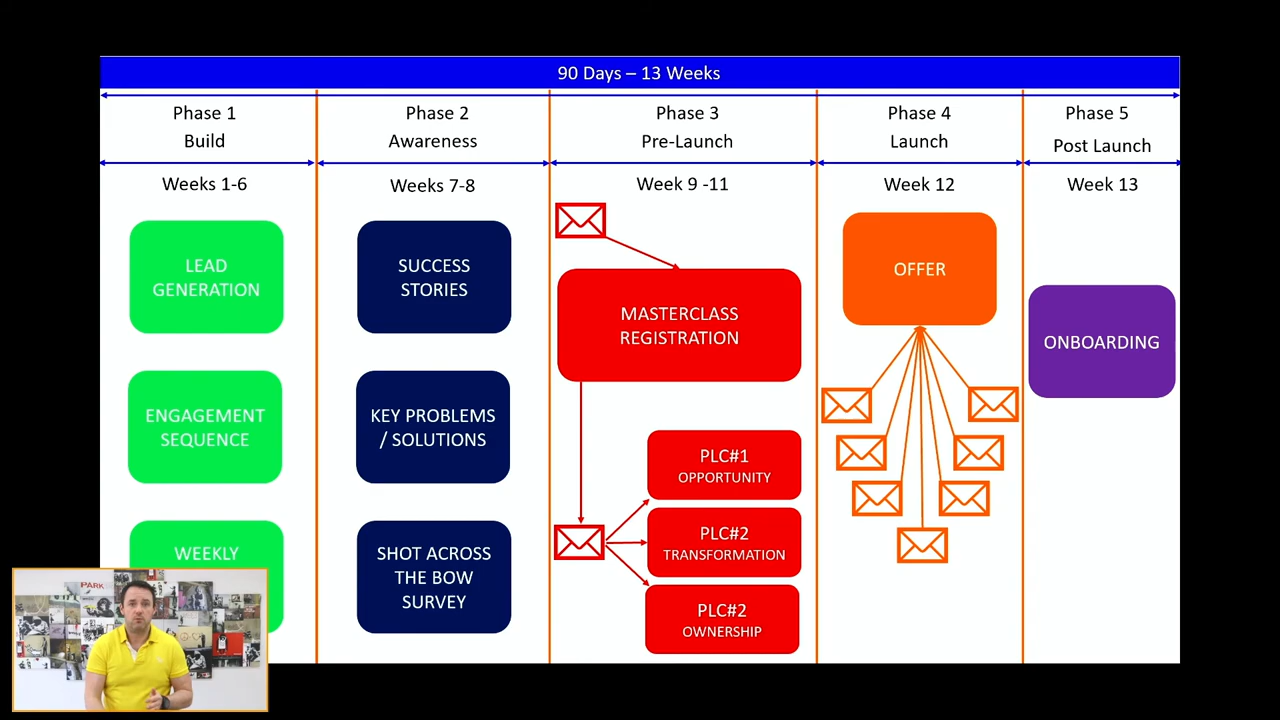 90 Days – 13 Weeks
Phase 1
Build
Phase 2
Awareness
Phase 3
Pre-Launch
Phase 4
Launch
Phase 5
Post Launch
Weeks 1-6
Weeks 7-8
Week 9 -11
Week 12
Week 13
LEAD
GENERATION
ENGAGEMENT
SEQUENCE
WEEKLY
SUCCESS
STORIES
KEY PROBLEMS
/ SOLUTIONS
SHOT ACROSS
THE BOW
SURVEY
MASTERCLASS
REGISTRATION
PLC#1
OPPORTUNITY
PLC#2
TRANSFORMATION
PLC#2
OWNERSHIP
OFFER
ONBOARDING
PARK